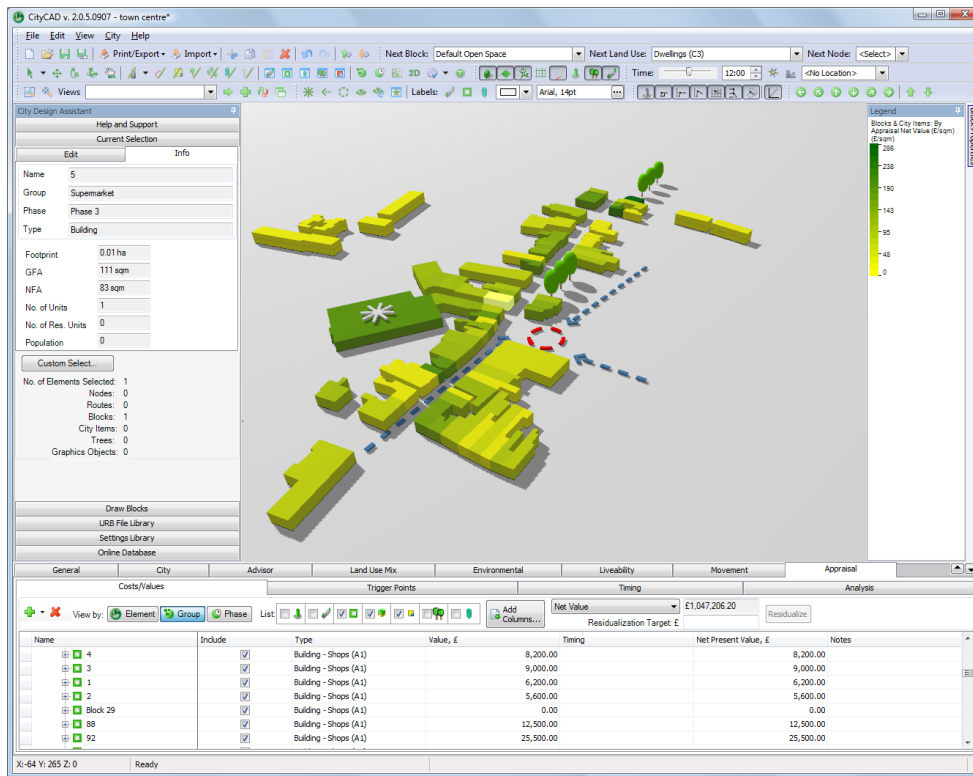 CityCAD v. 2.0.5.0907 - town centre*
File Edit View City Help
Print/Export Import Next Block: Default Open Space Next Land Use: Dwellings (C3) Next Node: <Select>
2D Time: 12:00 <No Location>
Views Labels: Arial, 14pt
City Design Assistant
Help and Support
Current Selection
Edit Info
Name 5
Group Supermarket
Phase Phase 3
Type Building
Footprint 0.01 ha
GFA 111 sqm
NFA 83 sqm
No. of Units 1
No. of Res. Units 0
Population 0
Custom Select...
No. of Elements Selected: 1
Nodes: 0
Routes: 0
Blocks: 1
City Items: 0
Trees: 0
Graphics Objects: 0
Draw Blocks
URB File Library
Settings Library
Online Database
Legend
Blocks & City Items: By
Appraisal Net Value (£/sqm)
(£/sqm)
286
238
190
143
95
48
0
General City Advisor Land Use Mix Environmental Liveability Movement Appraisal
Costs/Values Trigger Points Timing Analysis
View by: Element Group Phase List: Add Columns... Net Value £1,047,206.20
Residualization Target: £ Residualize
Name Include Type Value, £ Timing Net Present Value, £ Notes
4 Building - Shops (A1) 8,200.00 8,200.00
3 Building - Shops (A1) 9,000.00 9,000.00
1 Building - Shops (A1) 6,200.00 6,200.00
2 Building - Shops (A1) 5,600.00 5,600.00
Block 29 Building - Shops (A1) 0.00 0.00
88 Building - Shops (A1) 12,500.00 12,500.00
92 Building - Shops (A1) 25,500.00 25,500.00
X:-64 Y: 265 Z: 0 Ready